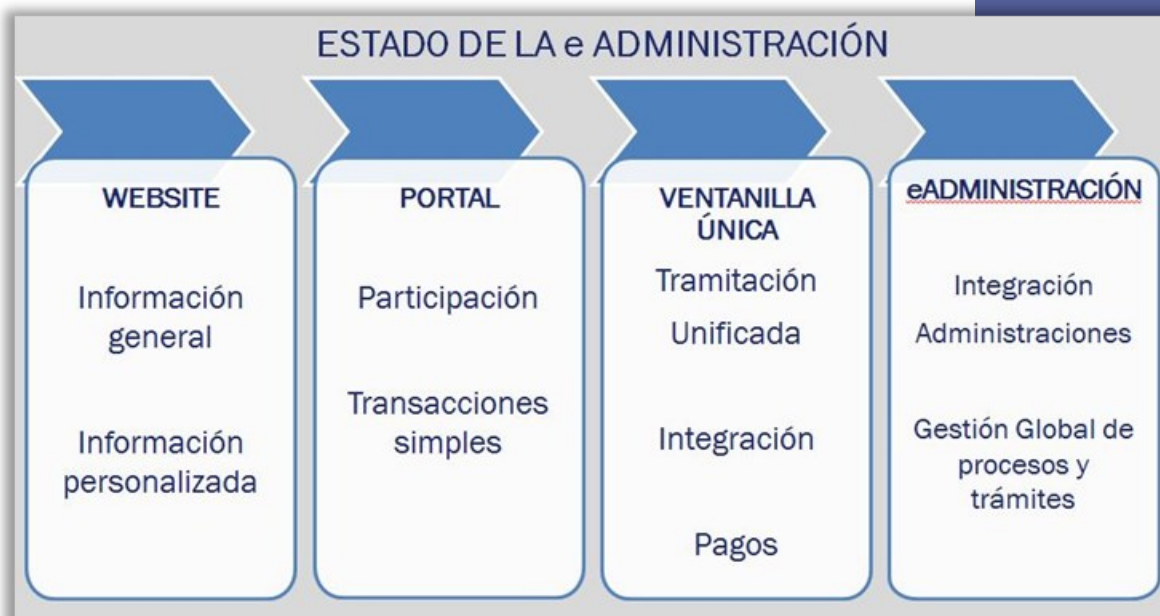 ESTADO DE LA e ADMINISTRACIÓN
WEBSITE
Información
general
Información
personalizada
PORTAL
Participación
Transacciones
simples
VENTANILLA
ÚNICA
Tramitación
Unificada
Integración
Pagos
eADMINISTRACIÓN
Integración
Administraciones
Gestión Global de
procesos y
trámites